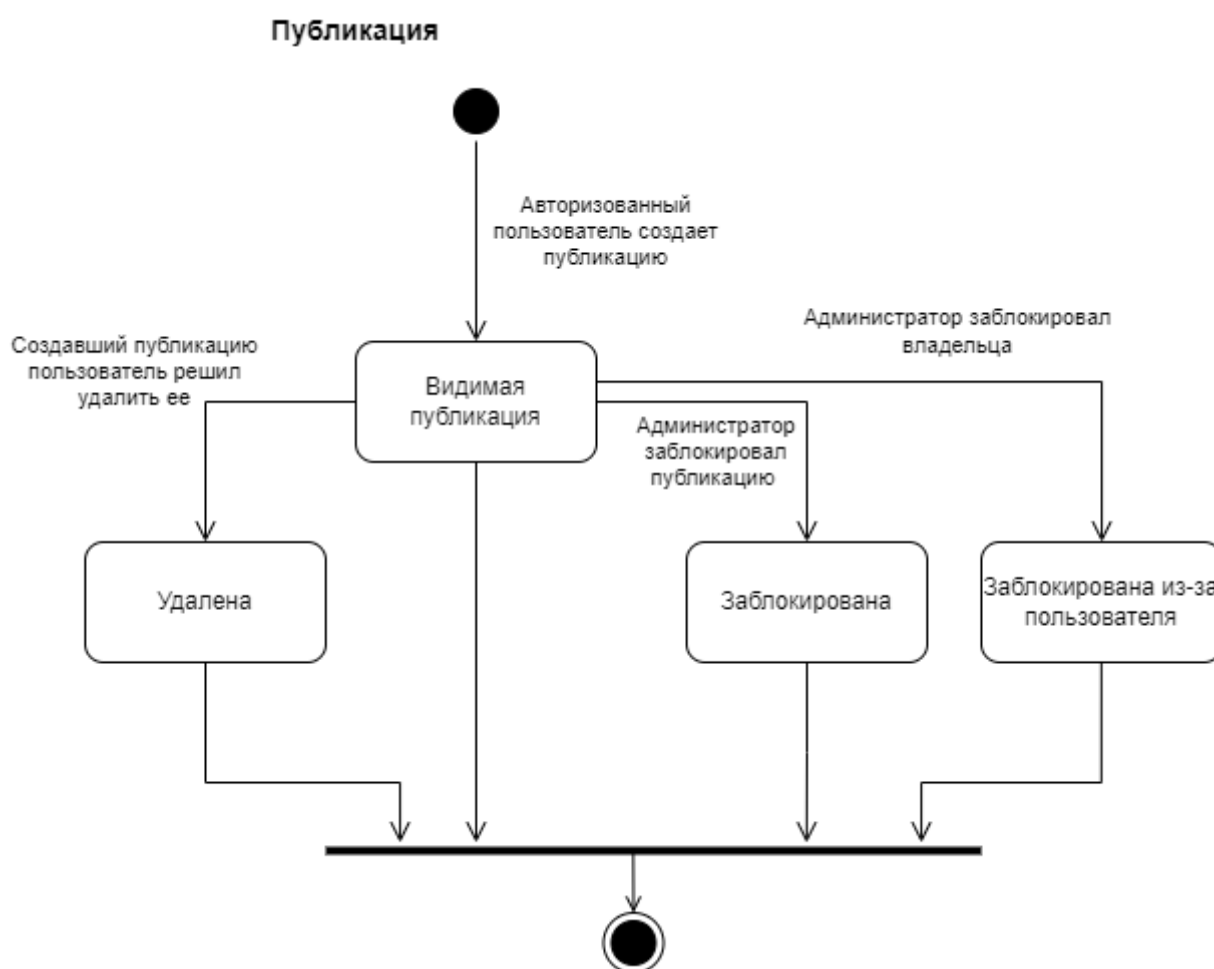 Публикация
Авторизованный
пользователь создает
публикацию
Администратор заблокировал
владельца
Создавший публикацию
пользователь решил
удалить ее
Видимая
публикация
Администратор
заблокировал
публикацию
Удалена
Заблокирована
Заблокирована из-за
пользователя